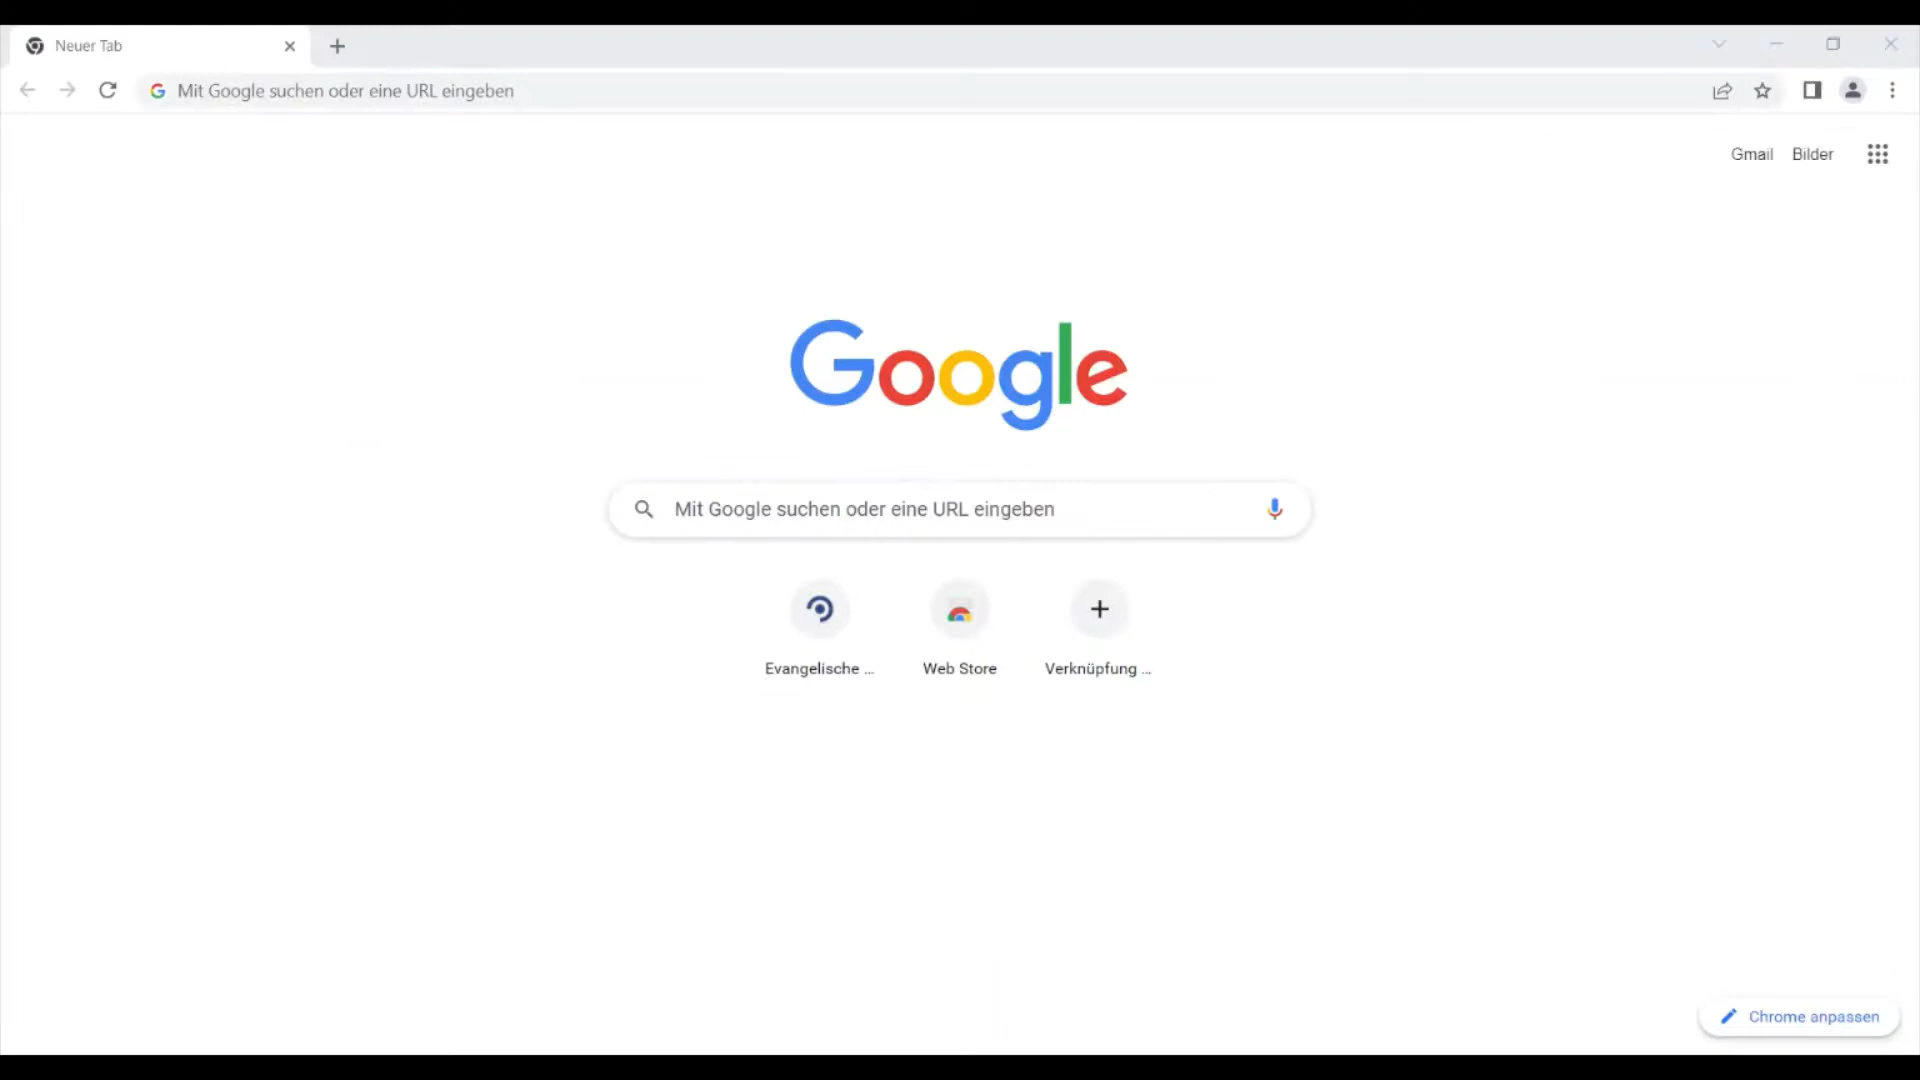 Neuer Tab
Mit Google suchen oder eine URL eingeben
Gmail Bilder
Google
Mit Google suchen oder eine URL eingeben
Evangelische ... Web Store Verknüpfung ...
Chrome anpassen